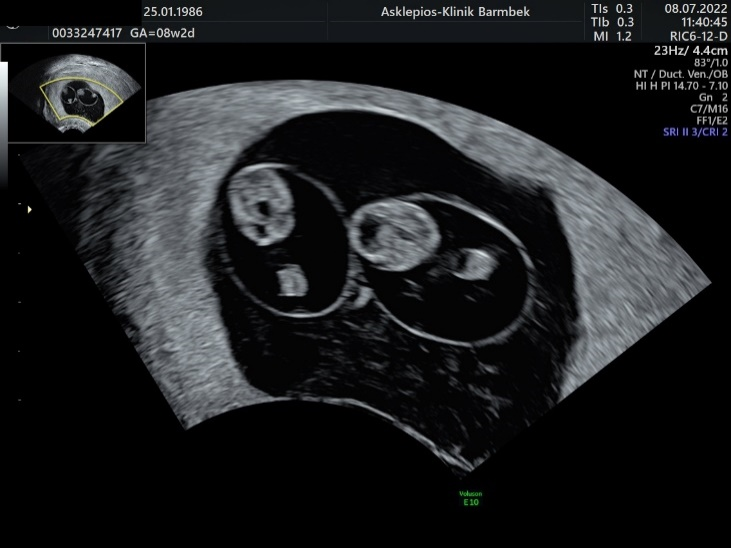 25.01.1986 Asklepios-Klinik Barmbek TIs 0.3 08.07.2022
TIb 0.3 11:40:45
0033247417 GA=08w2d MI 1.2 RIC6-12-D
23Hz/ 4.4cm
83°/1.0
NT / Duct. Ven./OB
HI H PI 14.70 - 7.10
Gn 2
C7/M16
FF1/E2
SRI II 3/CRI 2
Voluson
E10